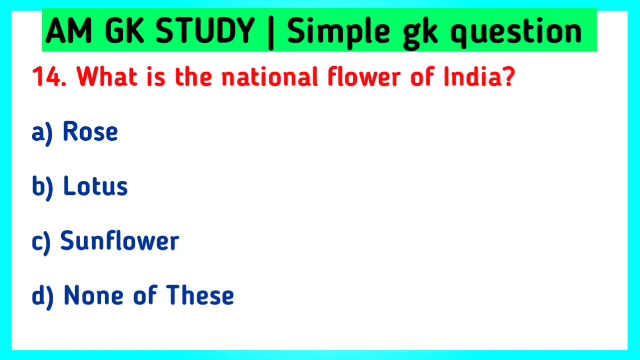 AM GK STUDY | Simple gk question
14. What is the national flower of India?
a) Rose
b) Lotus
c) Sunflower
d) None of These